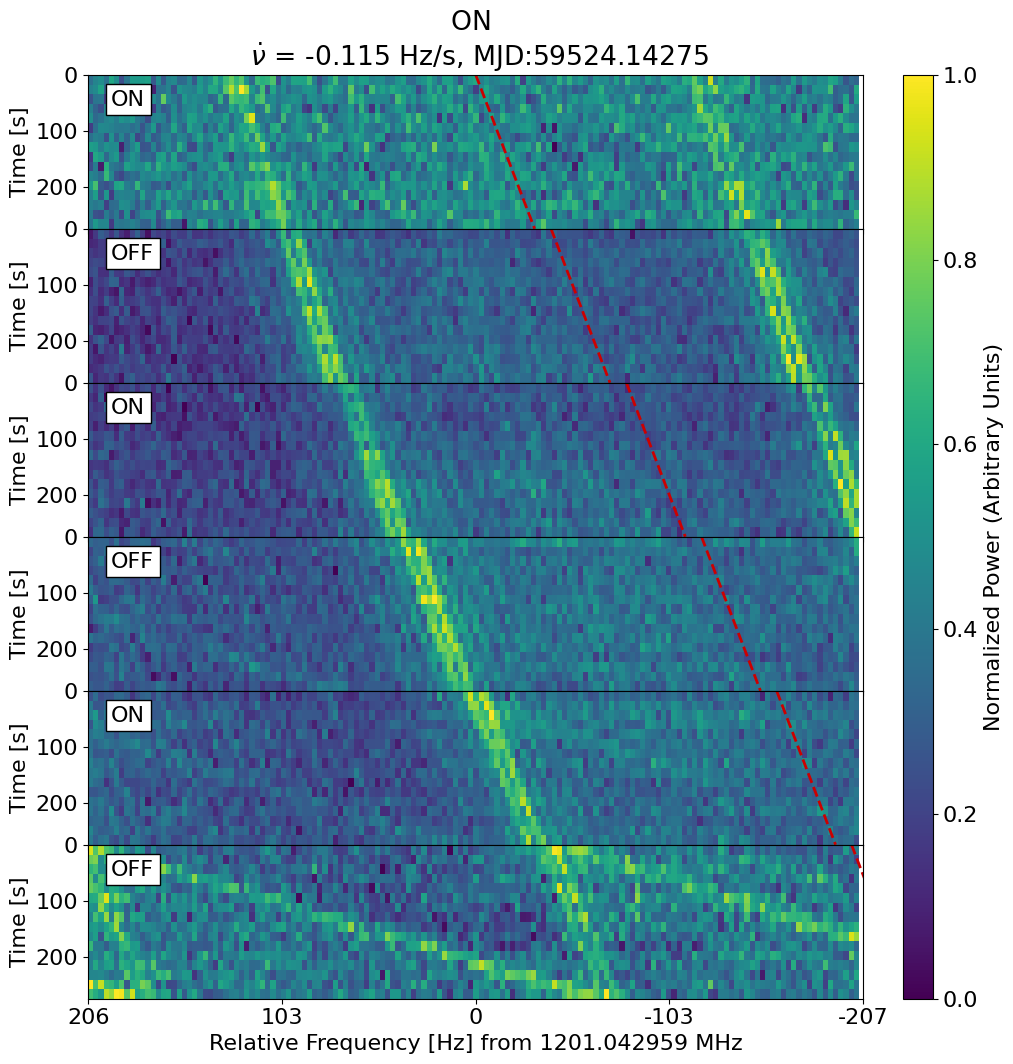 ON
ν̇ = -0.115 Hz/s, MJD:59524.14275
0
ON
100
200
Time [s]
0
OFF
100
200
Time [s]
0
ON
100
200
Time [s]
0
OFF
100
200
Time [s]
0
ON
100
200
Time [s]
0
OFF
100
200
Time [s]
206 103 0 -103 -207
Relative Frequency [Hz] from 1201.042959 MHz
1.0
0.8
0.6
0.4
0.2
0.0
Normalized Power (Arbitrary Units)